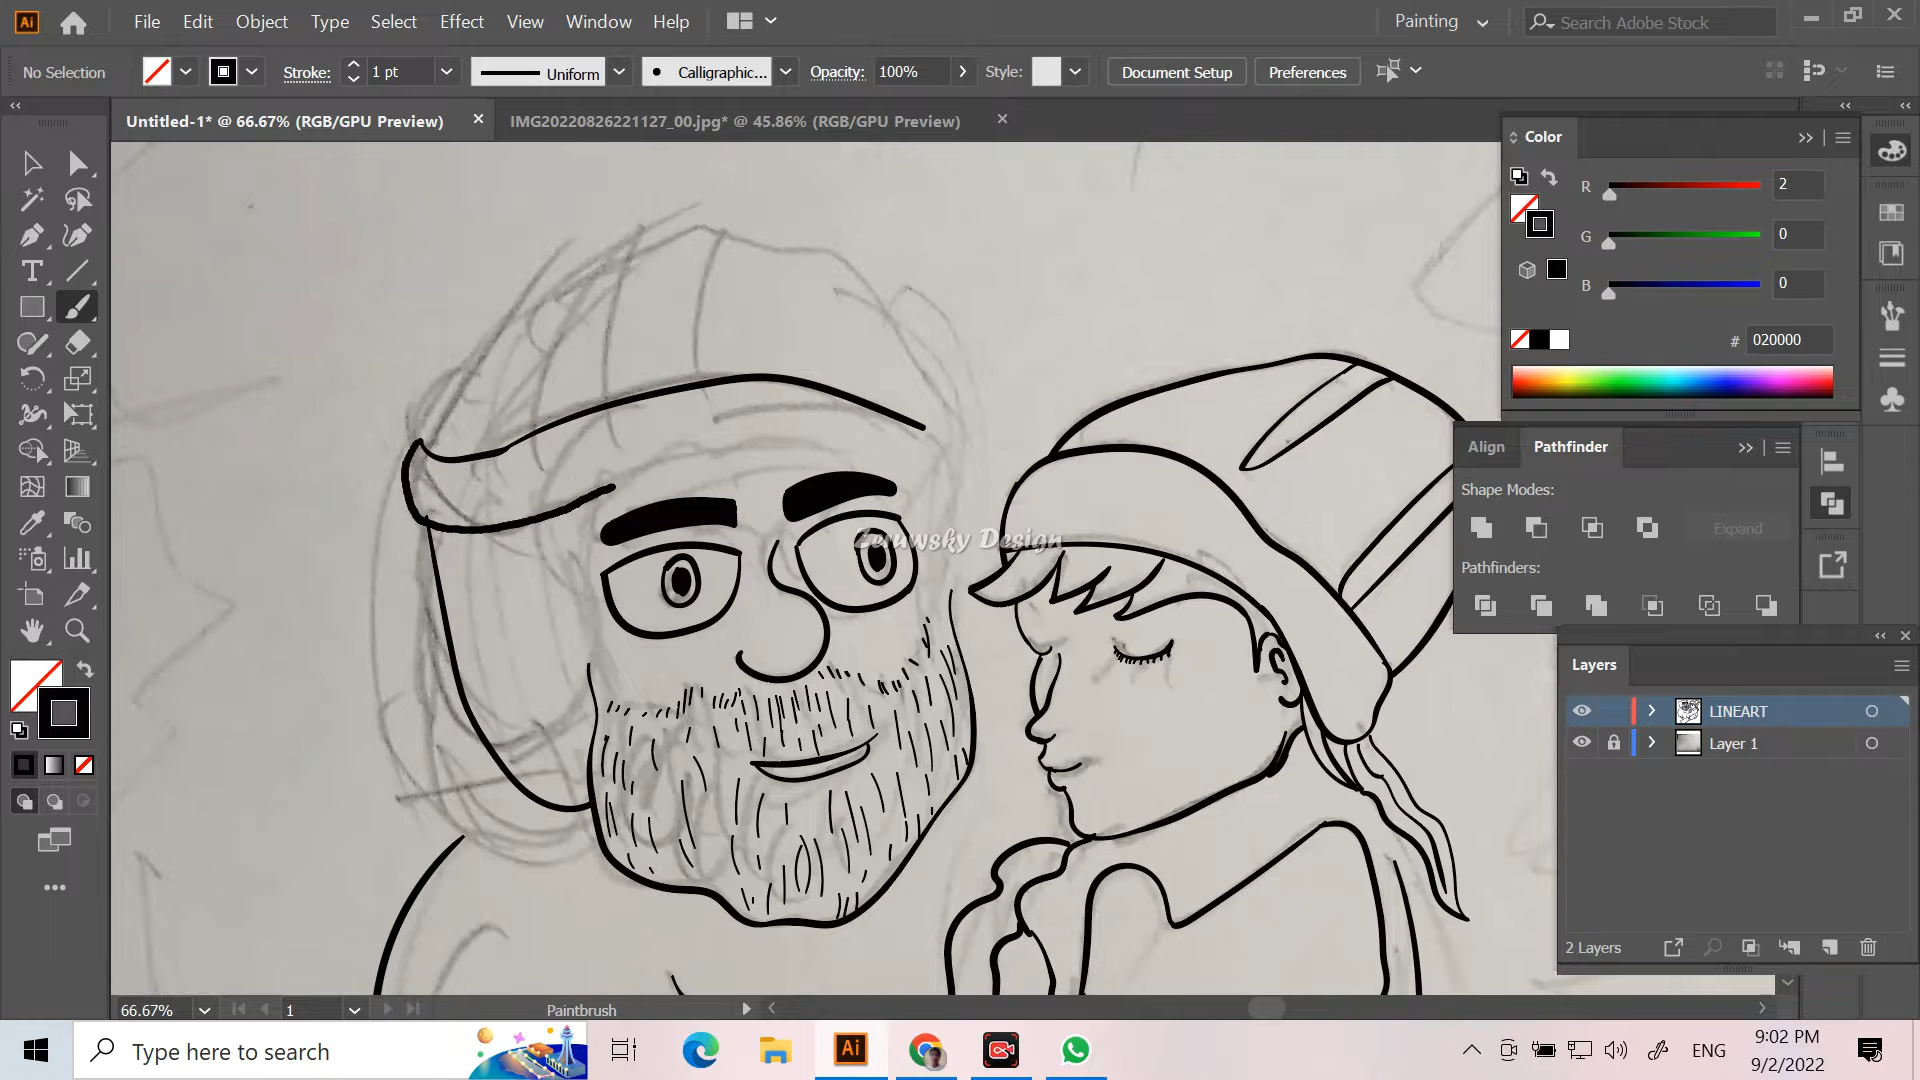 Ai File Edit Object Type Select Effect View Window Help Painting Search Adobe Stock
No Selection Stroke: 1 pt Uniform Calligraphic... Opacity: 100% Style: Document Setup Preferences
Untitled-1* @ 66.67% (RGB/GPU Preview) IMG20220826221127_00.jpg* @ 45.86% (RGB/GPU Preview)
Color
R 2
G 0
B 0
# 020000
Align Pathfinder
Shape Modes:
Expand
Pathfinders:
Design
Layers
LINEART
Layer 1
2 Layers
66.67% 1 Paintbrush
Type here to search Ai ENG 9:02 PM
9/2/2022